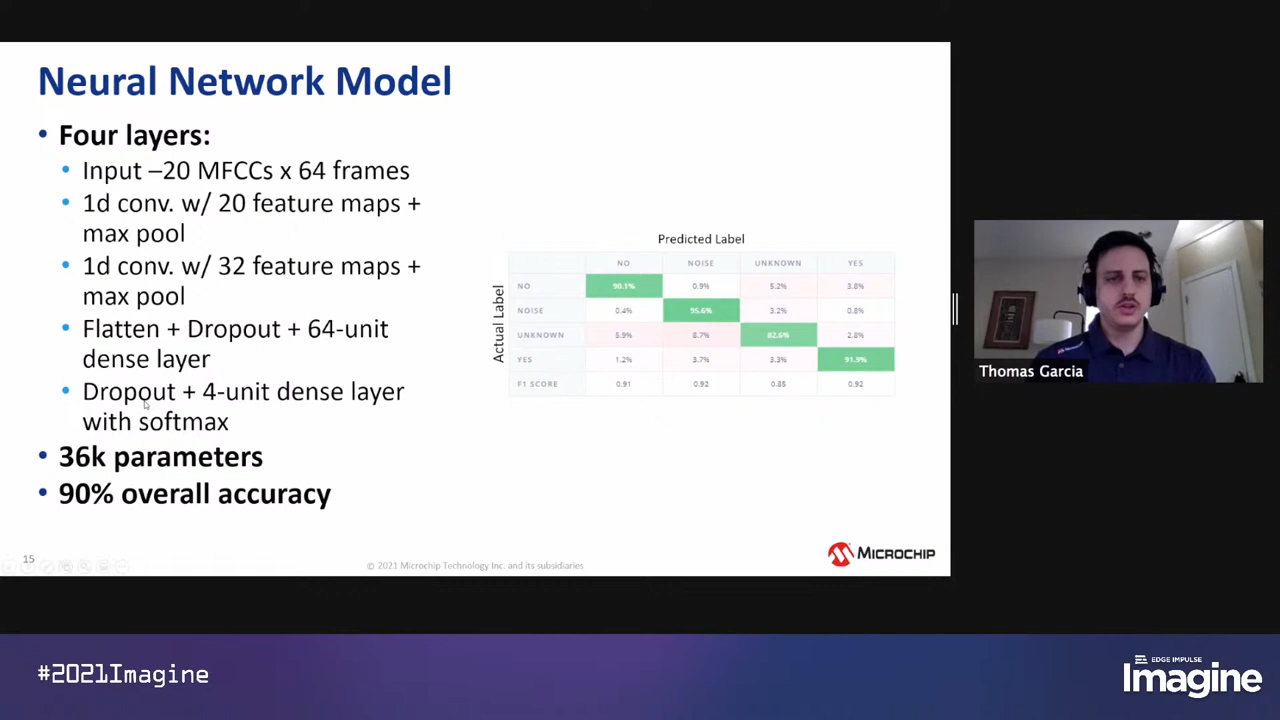 Neural Network Model
• Four layers:
• Input –20 MFCCs x 64 frames
• 1d conv. w/ 20 feature maps +
max pool
• 1d conv. w/ 32 feature maps +
max pool
• Flatten + Dropout + 64-unit
dense layer
• Dropout + 4-unit dense layer
with softmax
• 36k parameters
• 90% overall accuracy
Predicted Label
Actual Label
NO NOISE UNKNOWN YES
NO 90.1% 0.9% 5.2% 3.8%
NOISE 0.4% 95.6% 3.2% 0.8%
UNKNOWN 5.9% 8.7% 82.6% 2.8%
YES 1.2% 3.7% 3.3% 91.9%
F1 SCORE 0.91 0.92 0.85 0.92
15
© 2021 Microchip Technology Inc. and its subsidiaries
MICROCHIP
Thomas Garcia
#2021Imagine
EDGE IMPULSE
Imagine